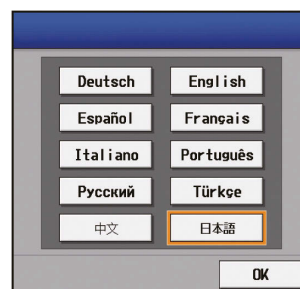 Deutsch English
Español Français
Italiano Português
Русский Türkçe
中文 日本語
OK